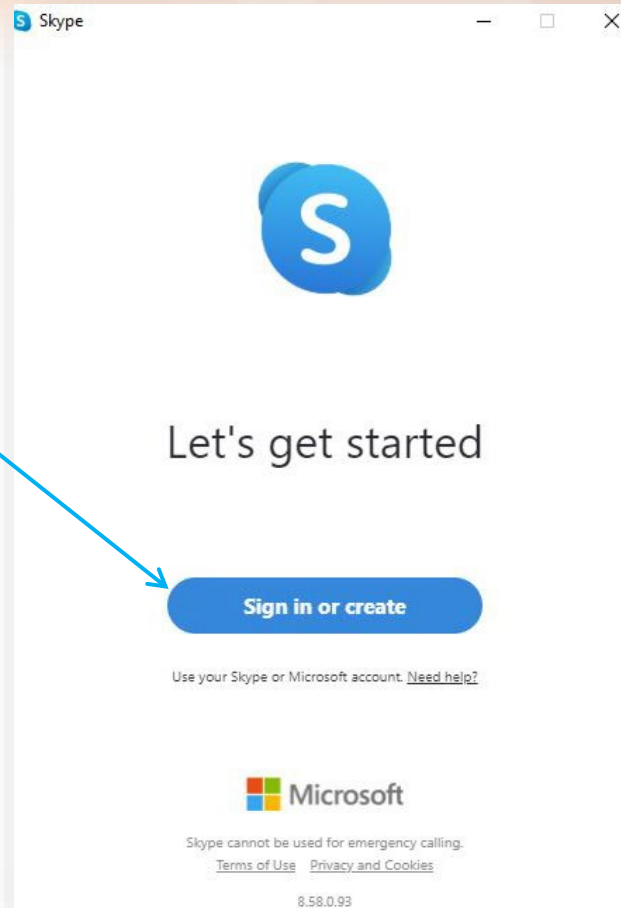 Skype
S
Let's get started
Sign in or create
Use your Skype or Microsoft account. Need help?
Microsoft
Skype cannot be used for emergency calling.
Terms of Use Privacy and Cookies
8.58.0.93